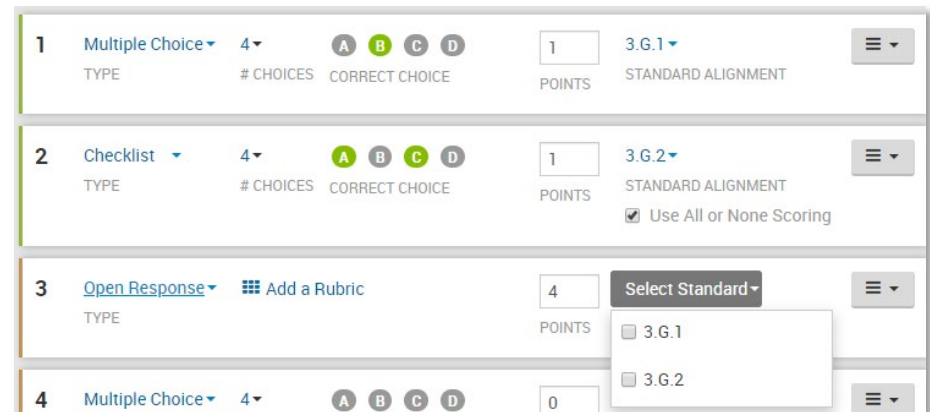 1 Multiple Choice 4 A B C D 1 3.G.1
TYPE # CHOICES CORRECT CHOICE POINTS STANDARD ALIGNMENT
2 Checklist 4 A B C D 1 3.G.2
TYPE # CHOICES CORRECT CHOICE POINTS STANDARD ALIGNMENT
Use All or None Scoring
3 Open Response Add a Rubric 4 Select Standard
TYPE POINTS 3.G.1
3.G.2
4 Multiple Choice 4 A B C D 0